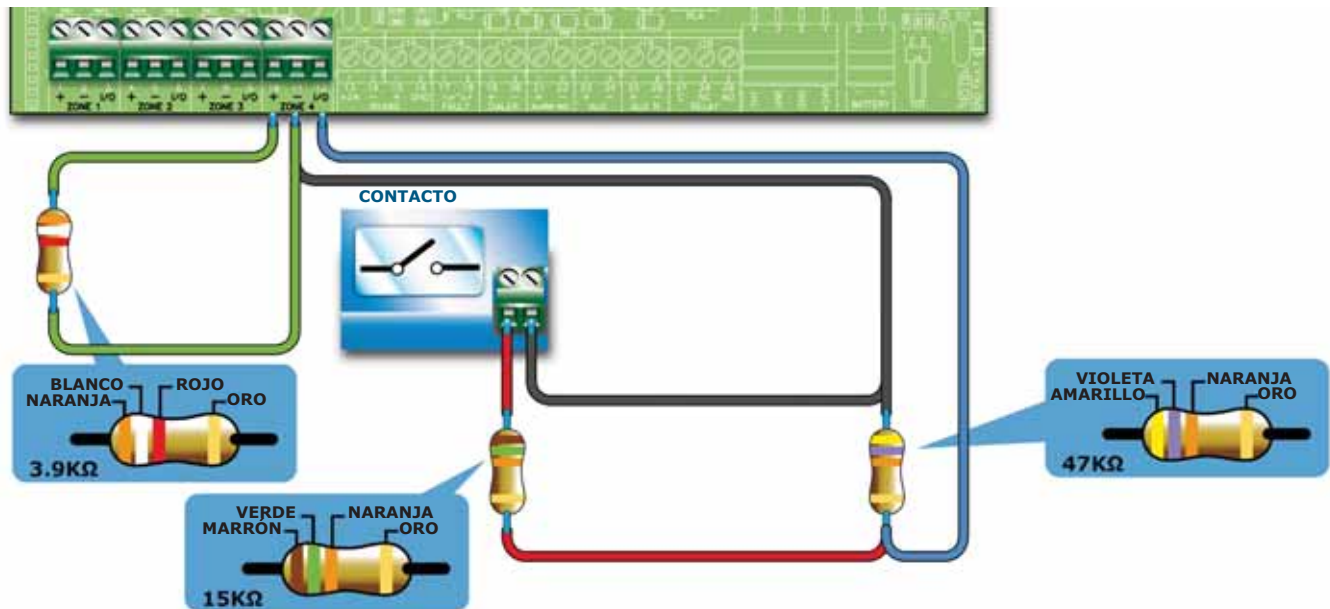 + − I/O + − I/O + − I/O + − I/O
ZONE 1 ZONE 2 ZONE 3 ZONE 4
BATTERY
CONTACTO
BLANCO ROJO
NARANJA ORO
3.9KΩ
VERDE NARANJA
MARRÓN ORO
15KΩ
VIOLETA NARANJA
AMARILLO ORO
47KΩ